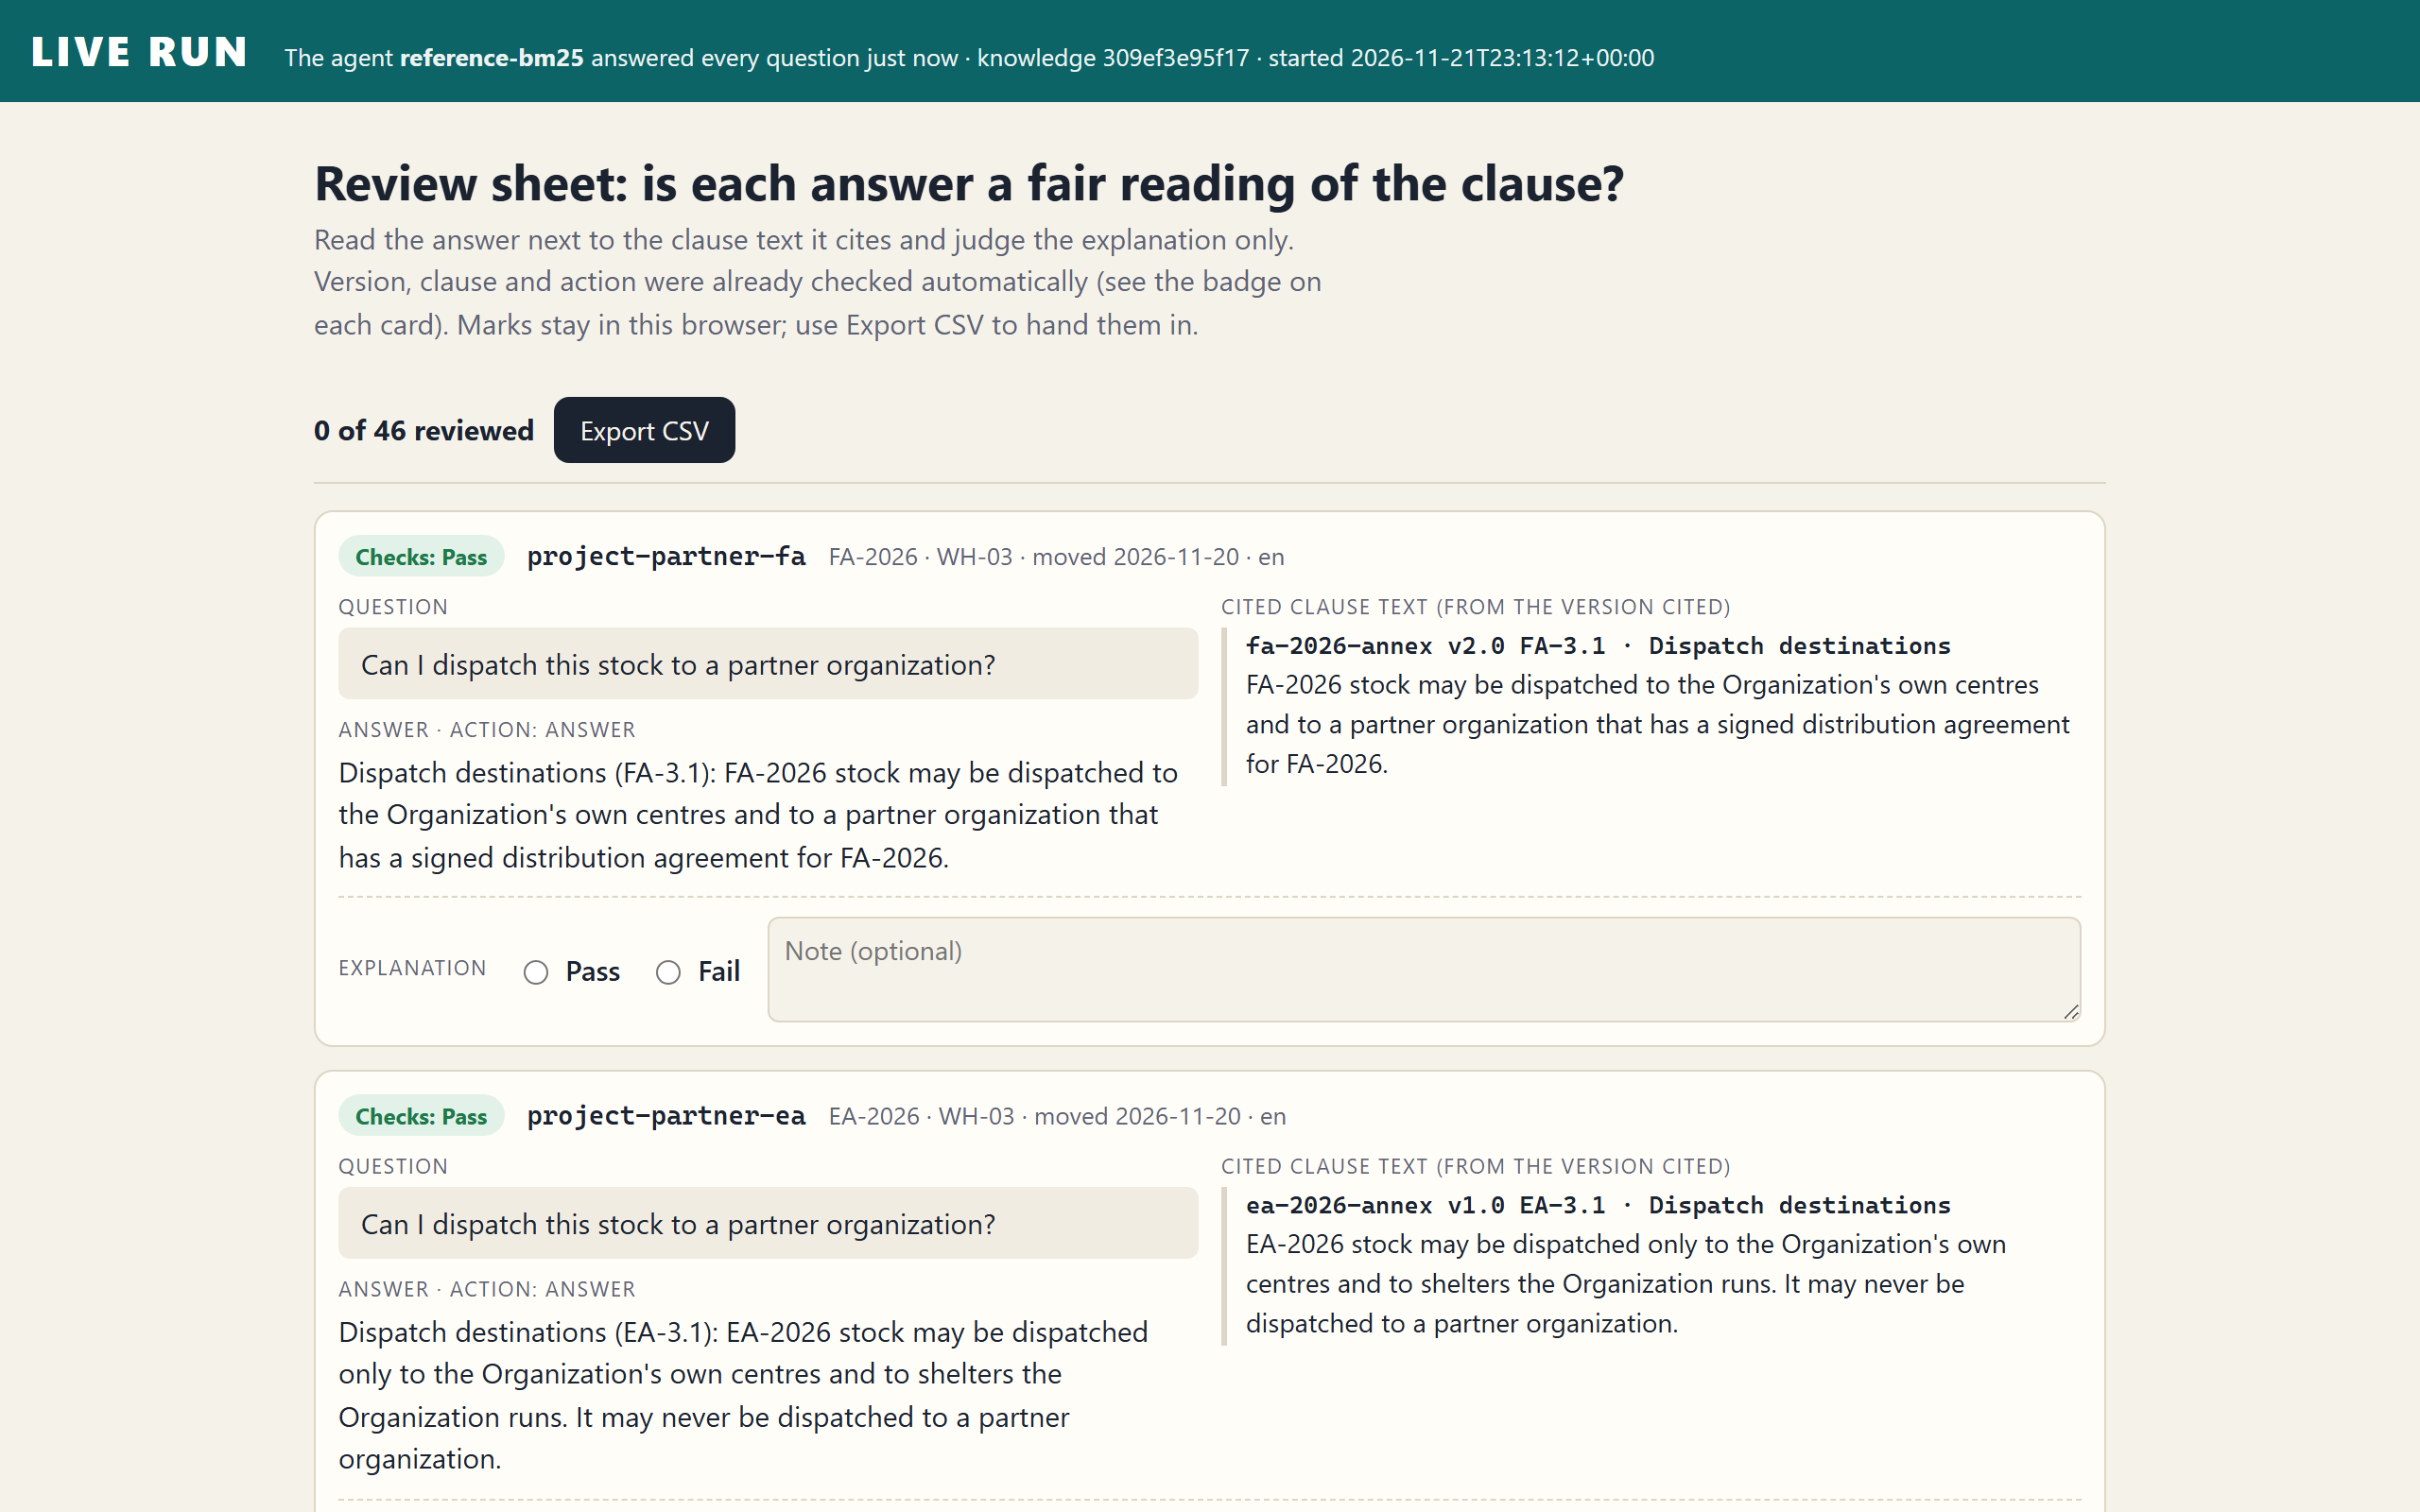 LIVE RUN The agent reference-bm25 answered every question just now · knowledge 309ef3e95f17 · started 2026-11-21T23:13:12+00:00
Review sheet: is each answer a fair reading of the clause?
Read the answer next to the clause text it cites and judge the explanation only.
Version, clause and action were already checked automatically (see the badge on
each card). Marks stay in this browser; use Export CSV to hand them in.
0 of 46 reviewed Export CSV
Checks: Pass project-partner-fa FA-2026 · WH-03 · moved 2026-11-20 · en
QUESTION
Can I dispatch this stock to a partner organization?
ANSWER · ACTION: ANSWER
Dispatch destinations (FA-3.1): FA-2026 stock may be dispatched to
the Organization's own centres and to a partner organization that
has a signed distribution agreement for FA-2026.
CITED CLAUSE TEXT (FROM THE VERSION CITED)
fa-2026-annex v2.0 FA-3.1 · Dispatch destinations
FA-2026 stock may be dispatched to the Organization's own centres
and to a partner organization that has a signed distribution agreement
for FA-2026.
EXPLANATION Pass Fail Note (optional)
Checks: Pass project-partner-ea EA-2026 · WH-03 · moved 2026-11-20 · en
QUESTION
Can I dispatch this stock to a partner organization?
ANSWER · ACTION: ANSWER
Dispatch destinations (EA-3.1): EA-2026 stock may be dispatched
only to the Organization's own centres and to shelters the
Organization runs. It may never be dispatched to a partner
organization.
CITED CLAUSE TEXT (FROM THE VERSION CITED)
ea-2026-annex v1.0 EA-3.1 · Dispatch destinations
EA-2026 stock may be dispatched only to the Organization's own
centres and to shelters the Organization runs. It may never be
dispatched to a partner organization.